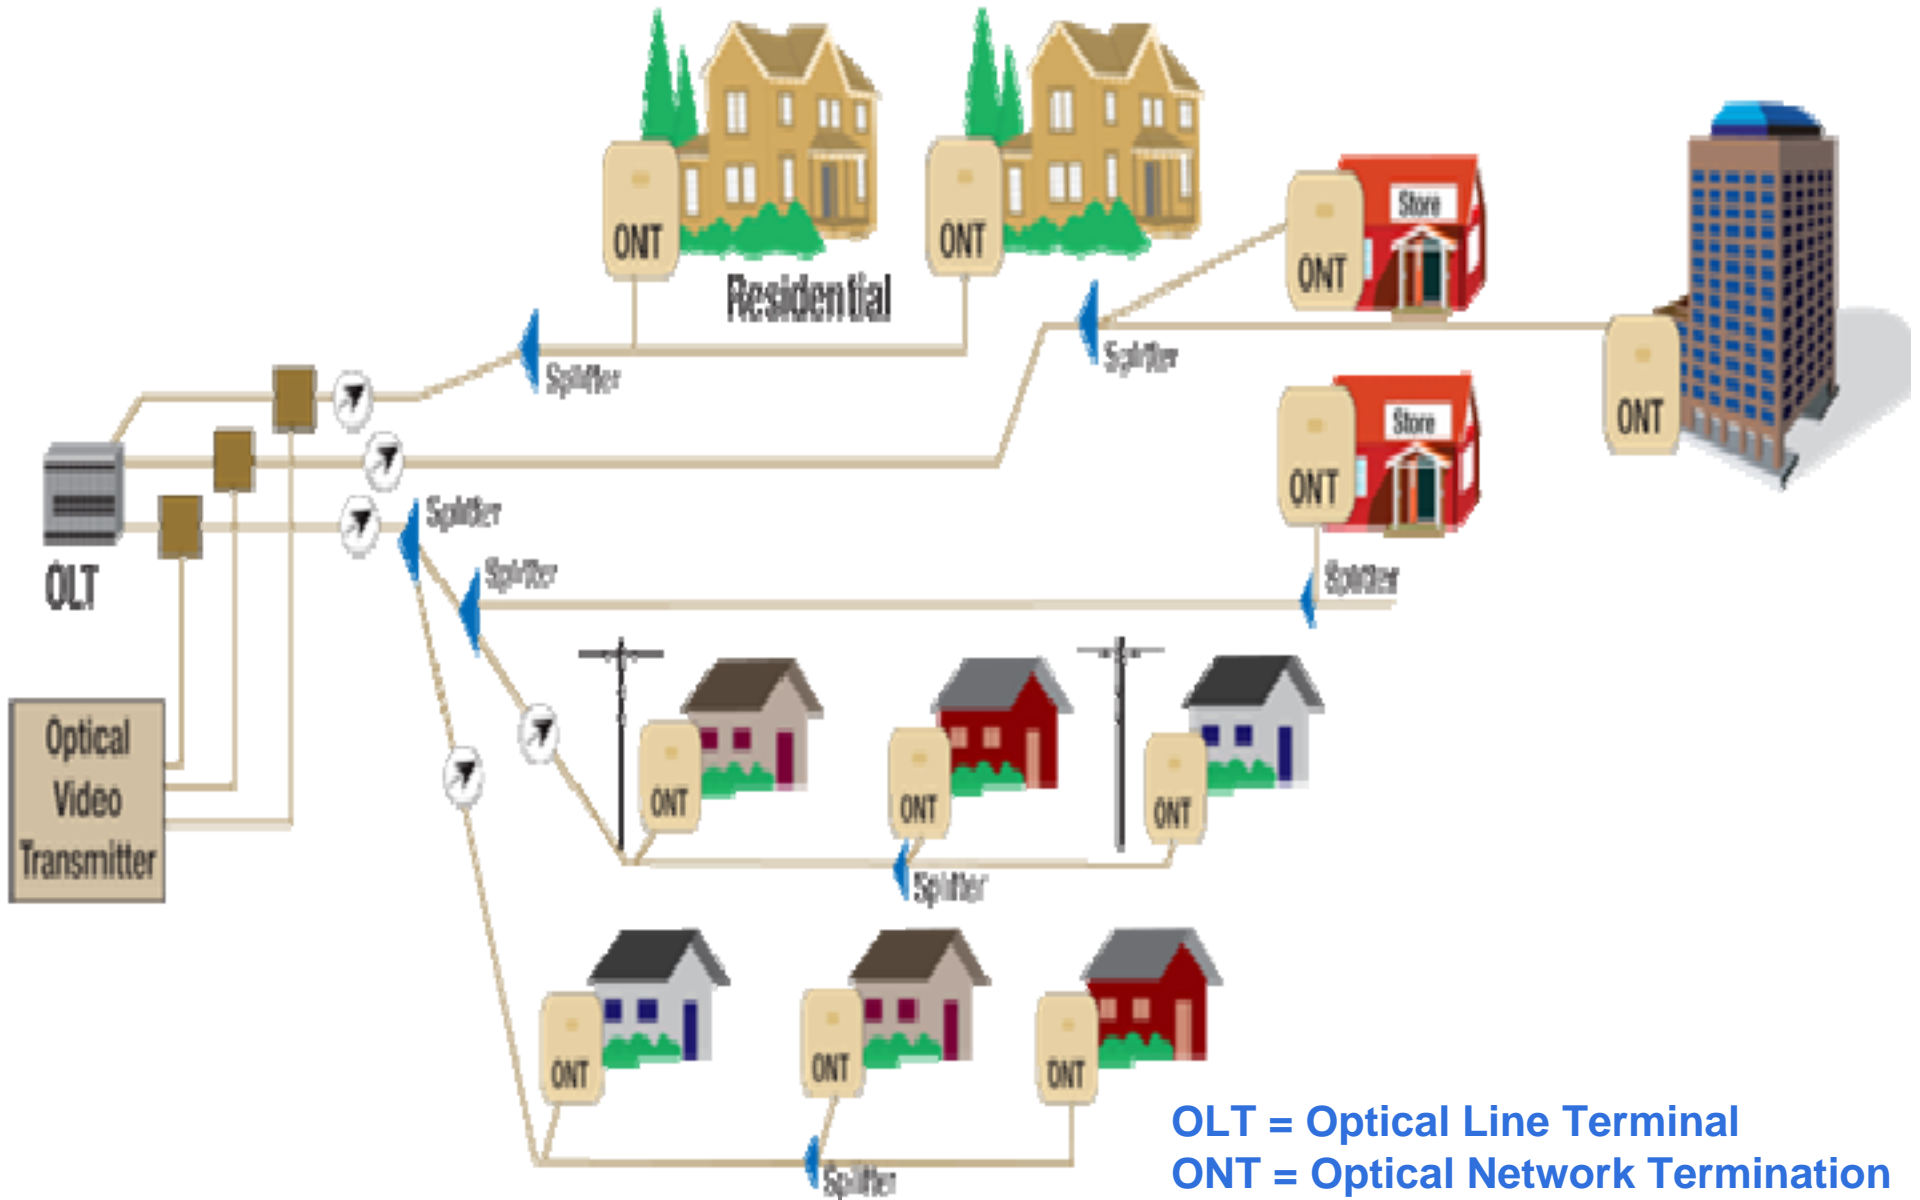 ONT
ONT
Residential
Splitter
Store
ONT
Splitter
Store
ONT
ONT
Splitter
OLT
Splitter
Splitter
Optical
Video
Transmitter
ONT
ONT
ONT
Splitter
ONT
ONT
ONT
Splitter
OLT = Optical Line Terminal
ONT = Optical Network Termination